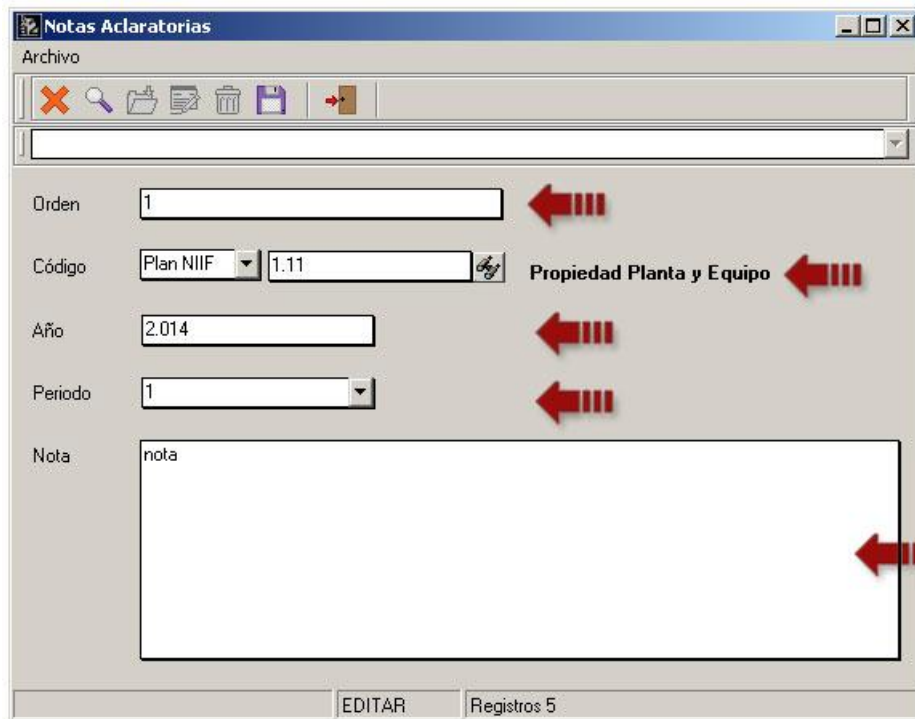 Notas Aclaratorias
Archivo
Orden 1
Código Plan NIIF 1.11 Propiedad Planta y Equipo
Año 2.014
Periodo 1
Nota nota
EDITAR Registros 5